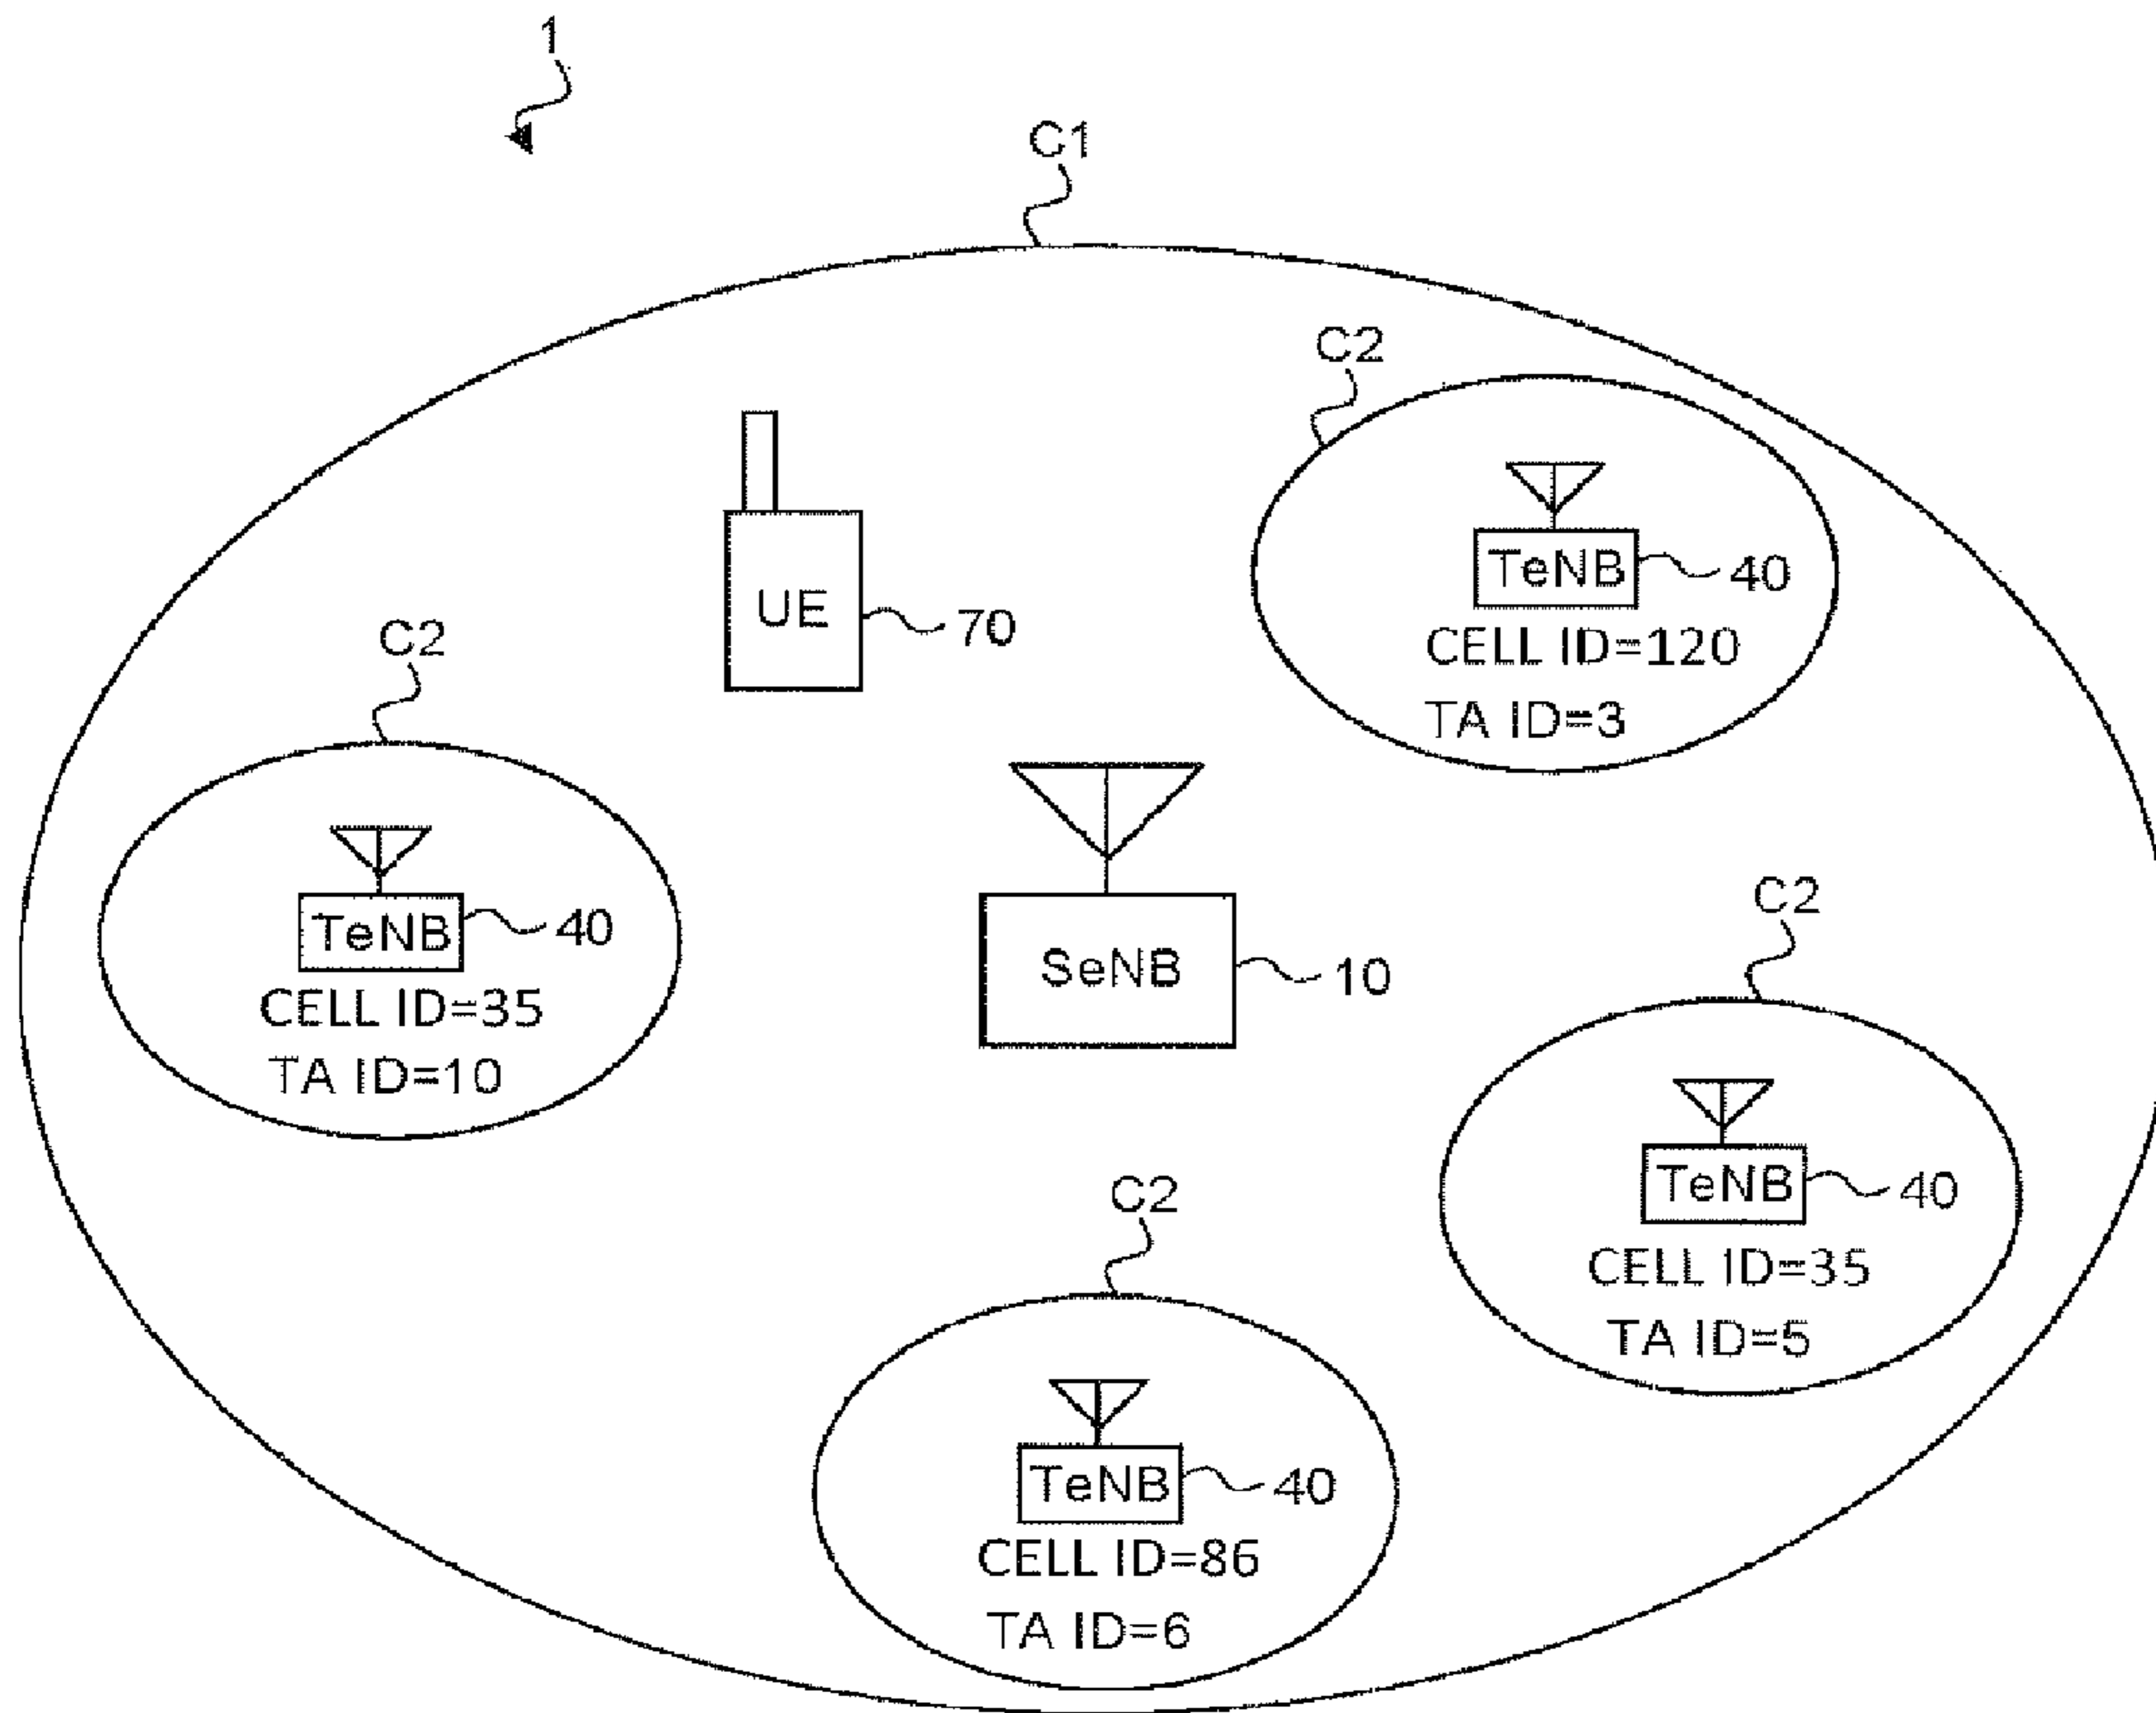 1
C1
C2
TeNB
40
CELL ID=120
TA ID=3
UE
70
C2
TeNB
40
CELL ID=35
TA ID=10
SeNB
10
C2
TeNB
40
CELL ID=35
TA ID=5
C2
TeNB
40
CELL ID=86
TA ID=6